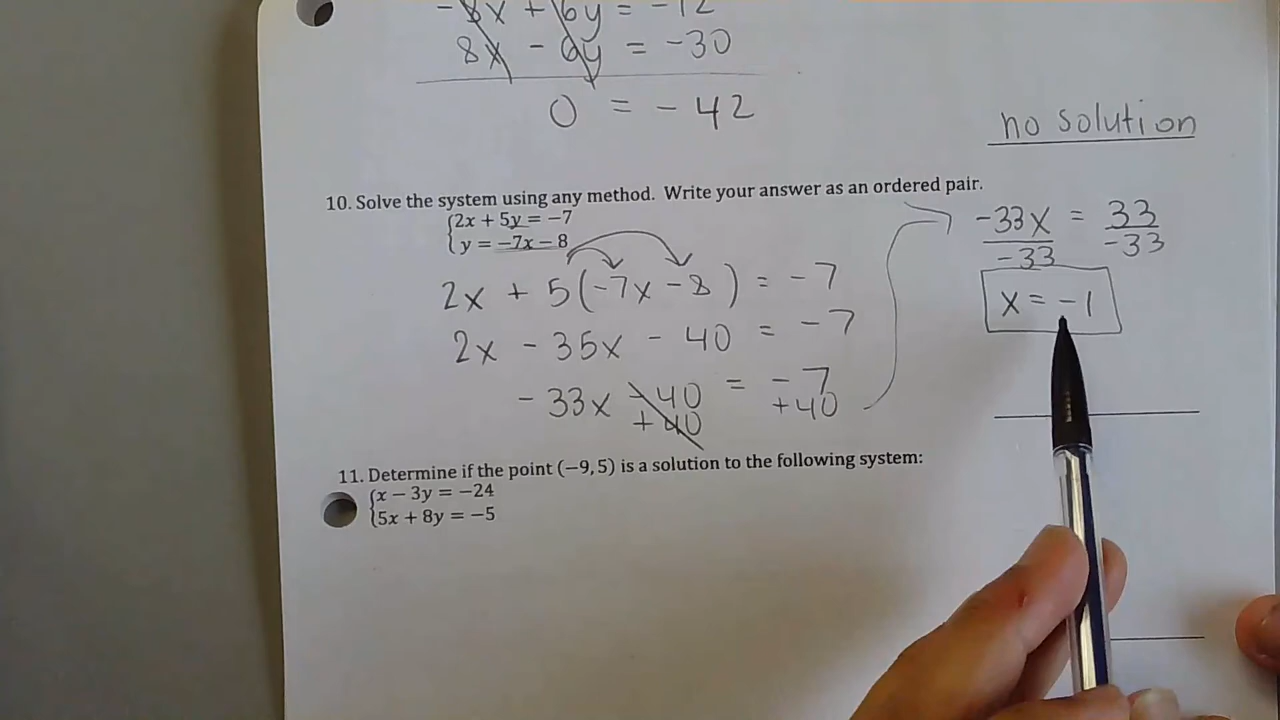 -8x + 6y = -12
8x - 6y = -30
0 = -42
no solution
10. Solve the system using any method. Write your answer as an ordered pair.
{2x + 5y = −7
y = −7x − 8
2x + 5(-7x -8) = -7
2x - 35x - 40 = -7
- 33x - 40 = -7
+ 40 +40
-33x = 33
-33 -33
x = -1
11. Determine if the point (−9, 5) is a solution to the following system:
{x − 3y = −24
5x + 8y = −5